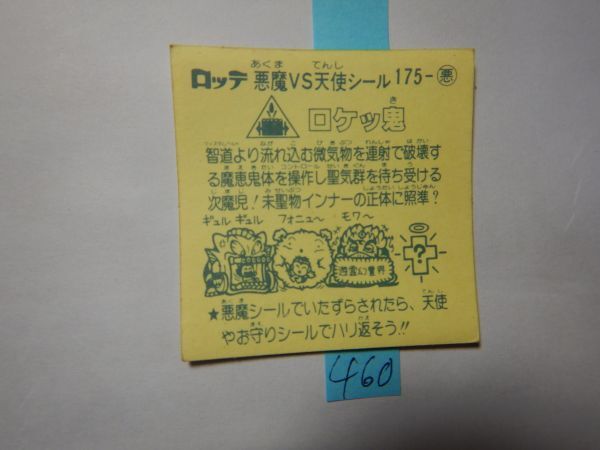 ロッテ 悪魔VS天使シール 175-悪
ロケッ鬼
智道より流れ込む微気物を連射で破壊す
る魔恵鬼体を操作し聖気群を待ち受ける
次魔児!未聖物インナーの正体に照準?
ギュル ギュル フォニュ〜 モワ〜
遊霊幻冒界
?
★悪魔シールでいたずらされたら、天使
やお守りシールでハリ返そう!!
460